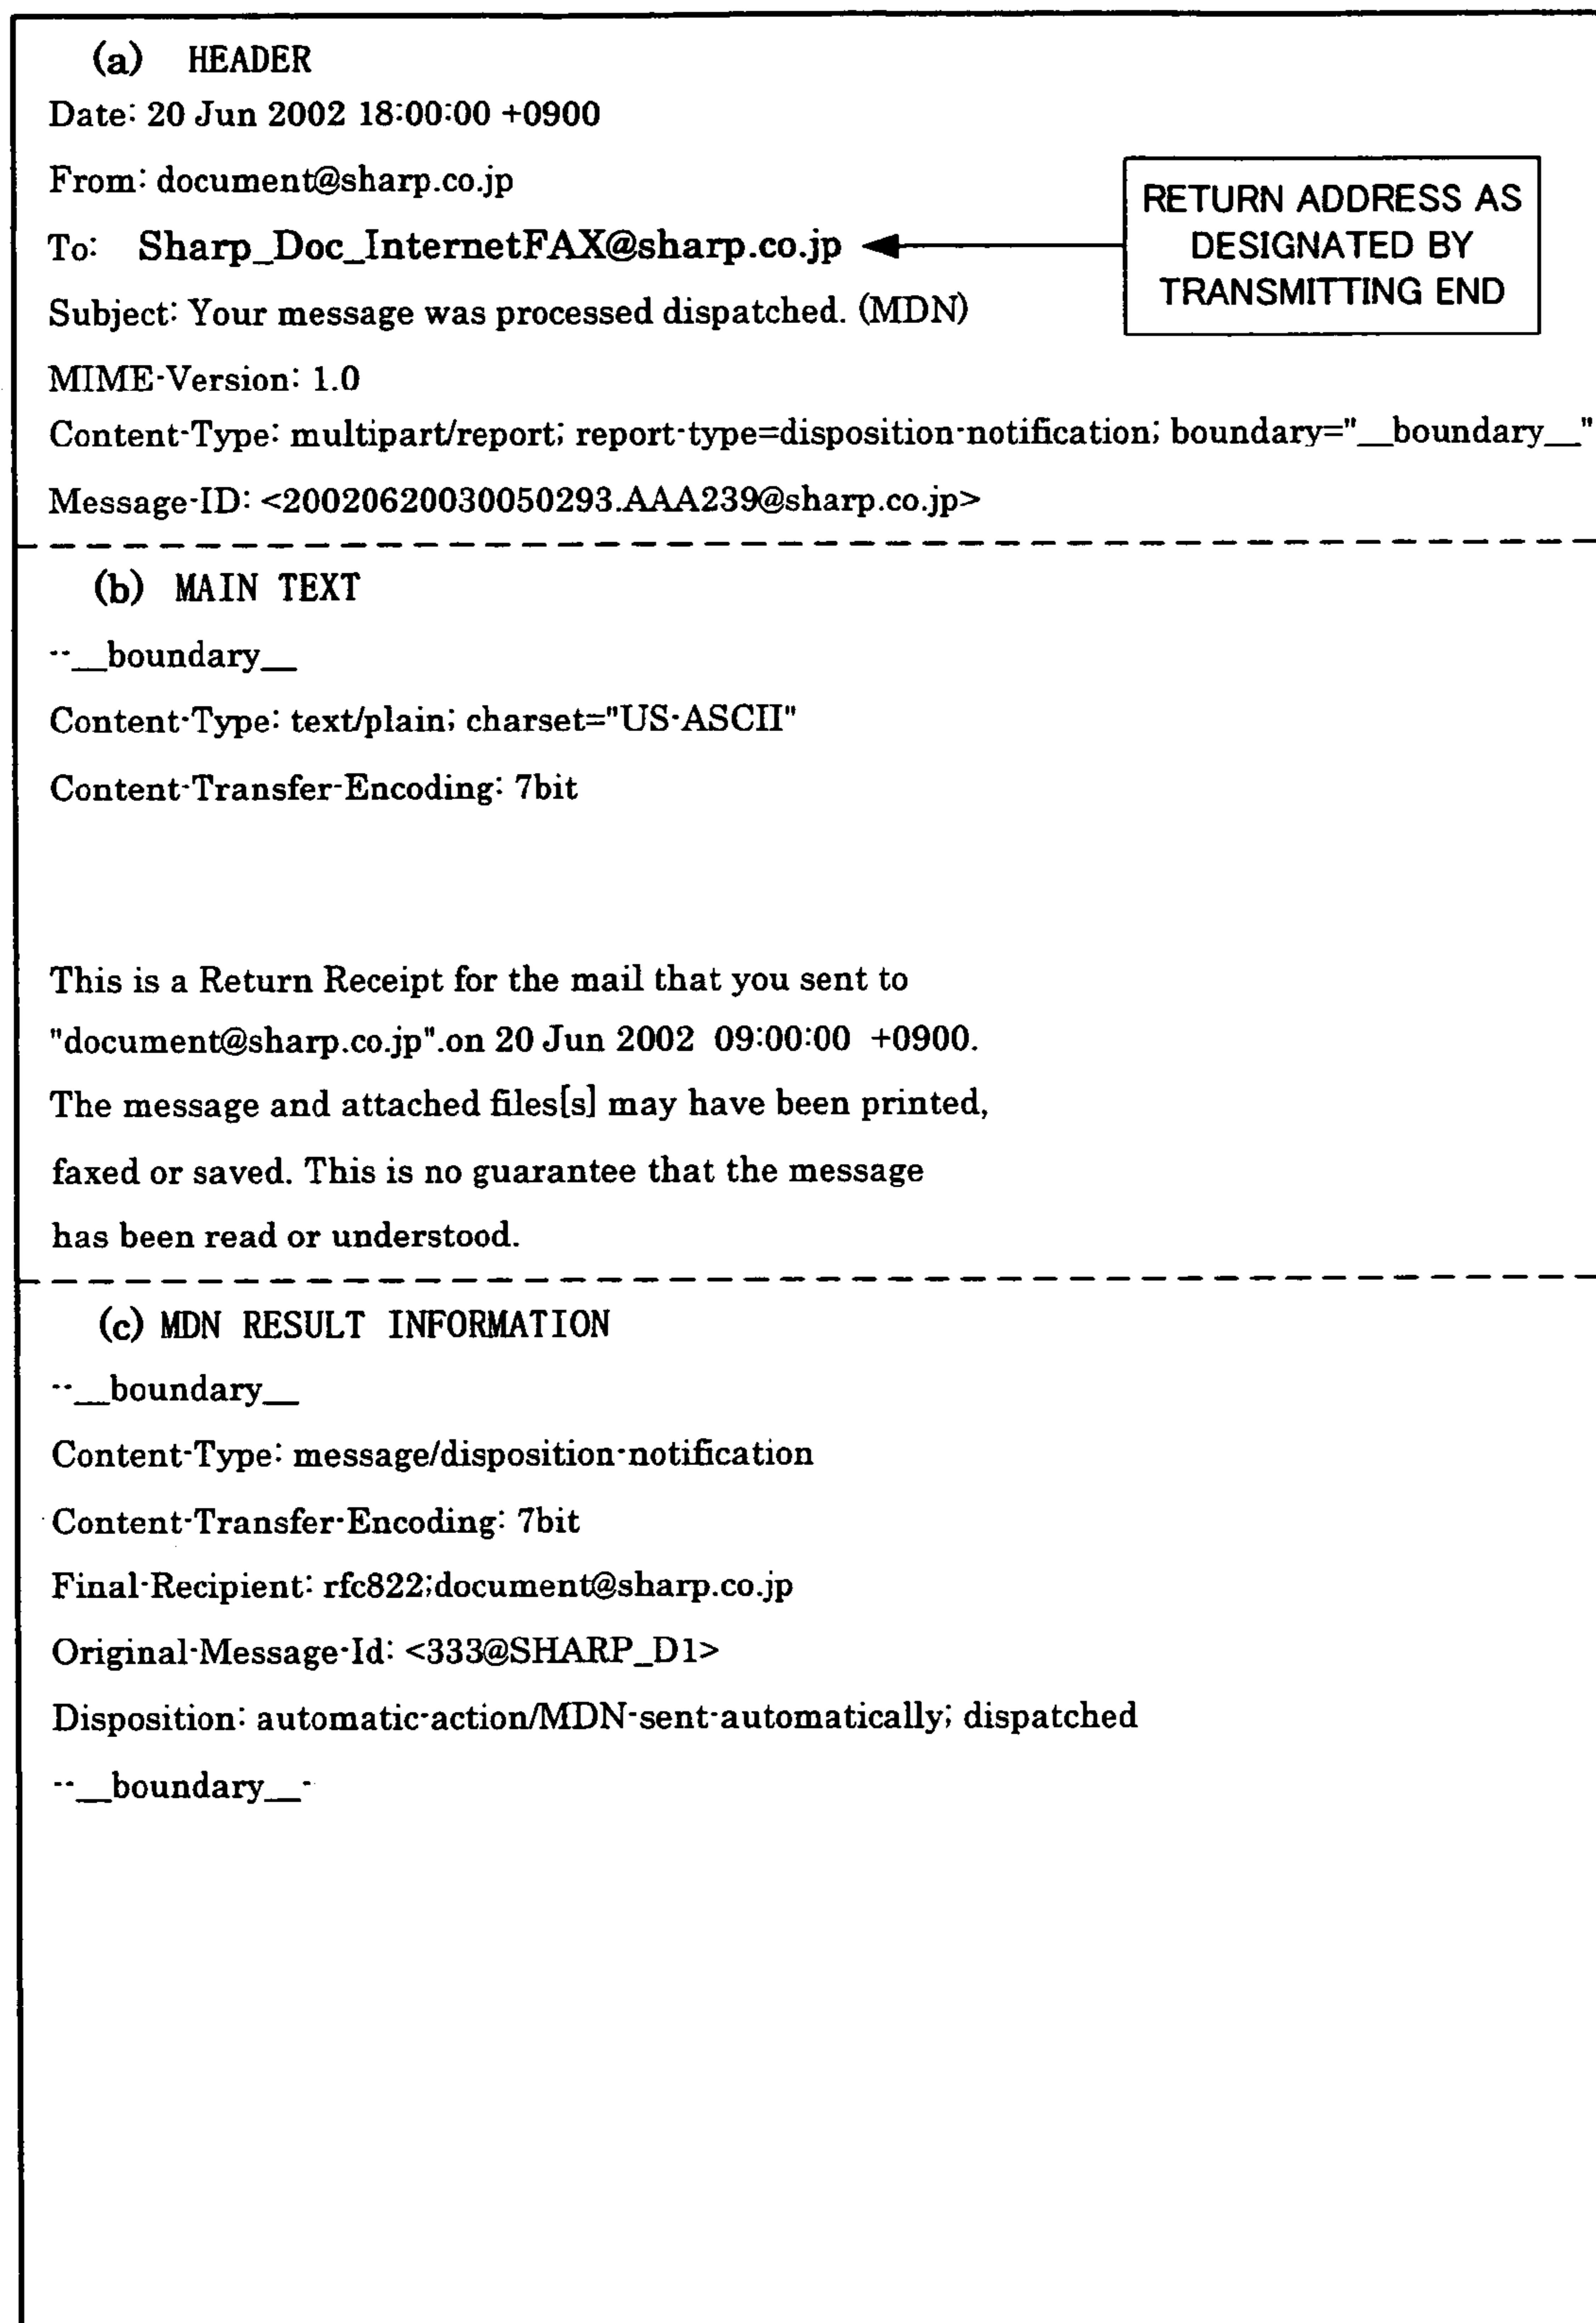 (a) HEADER
Date: 20 Jun 2002 18:00:00 +0900
From: document@sharp.co.jp
To: Sharp_Doc_InternetFAX@sharp.co.jp
RETURN ADDRESS AS
DESIGNATED BY
TRANSMITTING END
Subject: Your message was processed dispatched. (MDN)
MIME-Version: 1.0
Content-Type: multipart/report; report-type=disposition-notification; boundary="__boundary__"
Message-ID: <20020620030050293.AAA239@sharp.co.jp>
(b) MAIN TEXT
--__boundary__
Content-Type: text/plain; charset="US-ASCII"
Content-Transfer-Encoding: 7bit
This is a Return Receipt for the mail that you sent to
"document@sharp.co.jp".on 20 Jun 2002 09:00:00 +0900.
The message and attached files[s] may have been printed,
faxed or saved. This is no guarantee that the message
has been read or understood.
(c) MDN RESULT INFORMATION
--__boundary__
Content-Type: message/disposition-notification
Content-Transfer-Encoding: 7bit
Final-Recipient: rfc822;document@sharp.co.jp
Original-Message-Id: <333@SHARP_D1>
Disposition: automatic-action/MDN-sent-automatically; dispatched
--__boundary__-